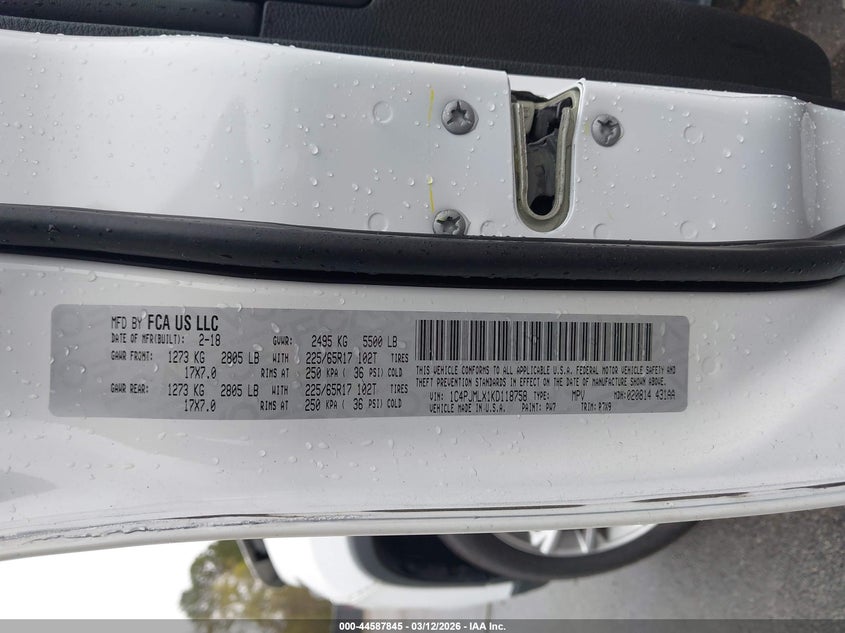 MFD BY FCA US LLC
DATE OF MFR(BUILT): 2-18 GVWR: 2495 KG 5500 LB
GAWR FRONT: 1273 KG 2805 LB WITH 225/65R17 102T TIRES
17X7.0 RIMS AT 250 KPA ( 36 PSI) COLD
GAWR REAR: 1273 KG 2805 LB WITH 225/65R17 102T TIRES
17X7.0 RIMS AT 250 KPA ( 36 PSI) COLD
THIS VEHICLE CONFORMS TO ALL APPLICABLE U.S.A. FEDERAL MOTOR VEHICLE SAFETY AND
THEFT PREVENTION STANDARDS IN EFFECT ON THE DATE OF MANUFACTURE SHOWN ABOVE.
VIN: 1C4PJMLX1KD118758 TYPE: MPV MDH: 020814 431AA
VEHICLE MADE IN U.S.A. PAINT: PW7 TRIM: P7X9
000-44587845 - 03/12/2026 - IAA Inc.